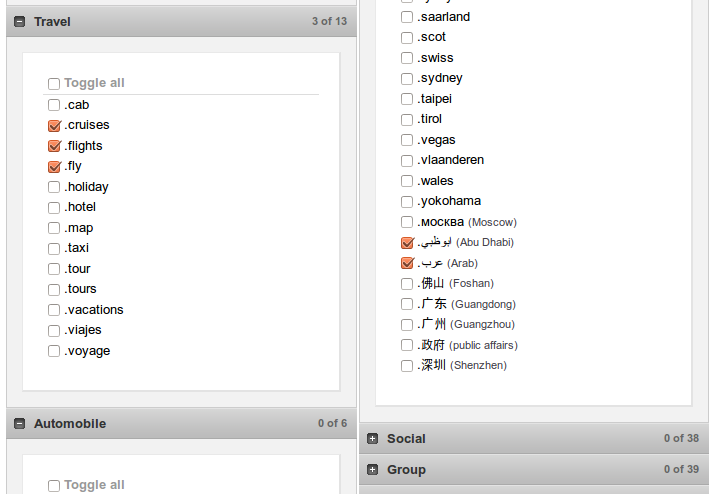 Travel 3 of 13
Toggle all
.cab
.cruises
.flights
.fly
.holiday
.hotel
.map
.taxi
.tour
.tours
.vacations
.viajes
.voyage
Automobile 0 of 6
Toggle all
.saarland
.scot
.swiss
.sydney
.taipei
.tirol
.vegas
.vlaanderen
.wales
.yokohama
.москва (Moscow)
.ابوظبي (Abu Dhabi)
.عرب (Arab)
.佛山 (Foshan)
.广东 (Guangdong)
.广州 (Guangzhou)
.政府 (public affairs)
.深圳 (Shenzhen)
Social 0 of 38
Group 0 of 39